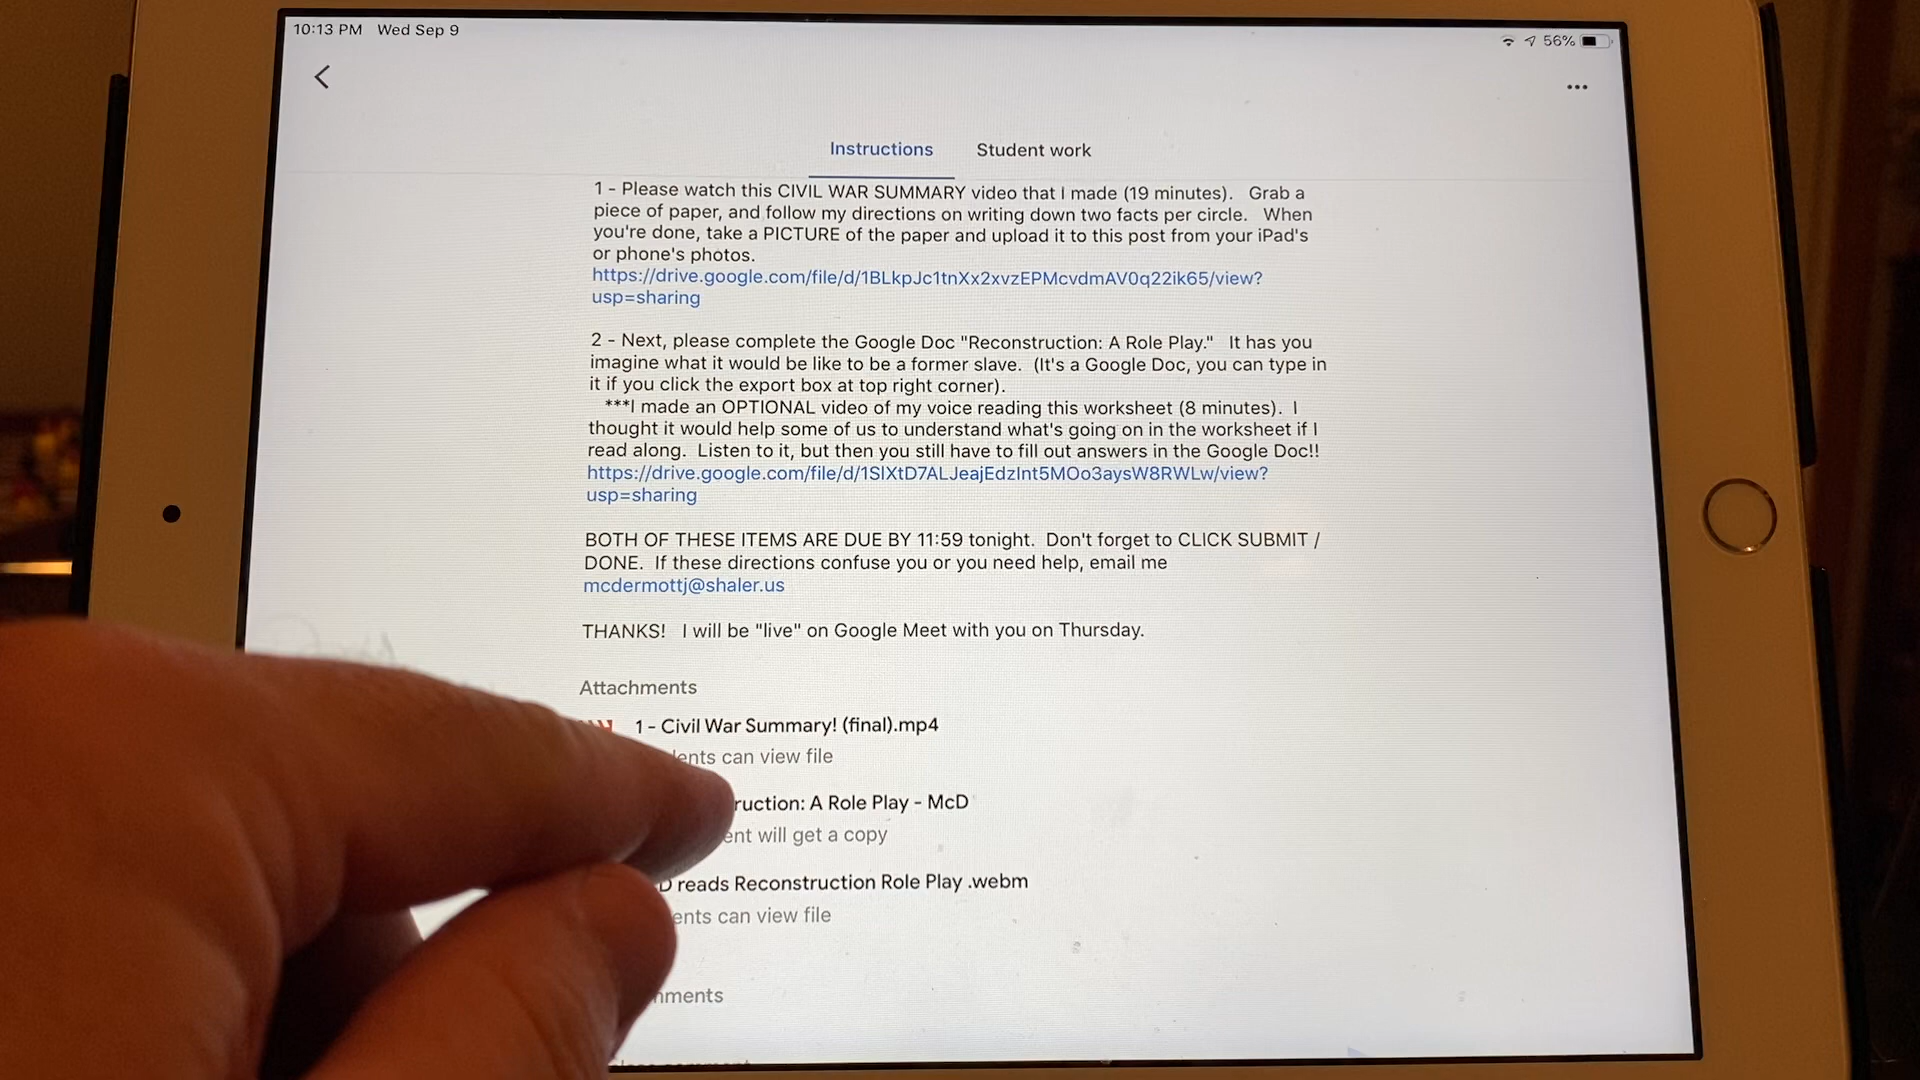 10:13 PM Wed Sep 9
56%
Instructions Student work
1 - Please watch this CIVIL WAR SUMMARY video that I made (19 minutes). Grab a
piece of paper, and follow my directions on writing down two facts per circle. When
you're done, take a PICTURE of the paper and upload it to this post from your iPad's
or phone's photos.
https://drive.google.com/file/d/1BLkpJc1tnXx2xvzEPMcvdmAV0q22ik65/view?
usp=sharing
2 - Next, please complete the Google Doc "Reconstruction: A Role Play." It has you
imagine what it would be like to be a former slave. (It's a Google Doc, you can type in
it if you click the export box at top right corner).
***I made an OPTIONAL video of my voice reading this worksheet (8 minutes). I
thought it would help some of us to understand what's going on in the worksheet if I
read along. Listen to it, but then you still have to fill out answers in the Google Doc!!
https://drive.google.com/file/d/1SlXtD7ALJeajEdzInt5MOo3aysW8RWLw/view?
usp=sharing
BOTH OF THESE ITEMS ARE DUE BY 11:59 tonight. Don't forget to CLICK SUBMIT /
DONE. If these directions confuse you or you need help, email me
mcdermottj@shaler.us
THANKS! I will be "live" on Google Meet with you on Thursday.
Attachments
1 - Civil War Summary! (final).mp4
ents can view file
ruction: A Role Play - McD
ent will get a copy
D reads Reconstruction Role Play .webm
ents can view file
ments